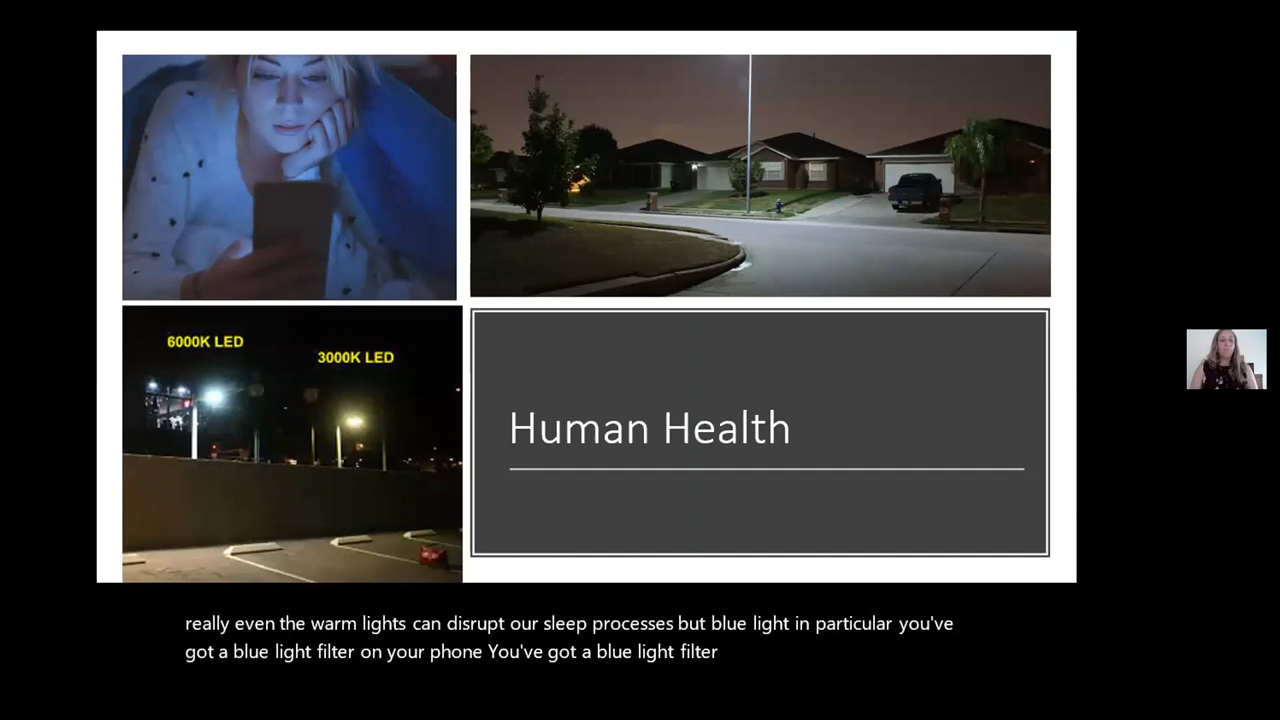 6000K LED
3000K LED
Human Health
really even the warm lights can disrupt our sleep processes but blue light in particular you've
got a blue light filter on your phone You've got a blue light filter